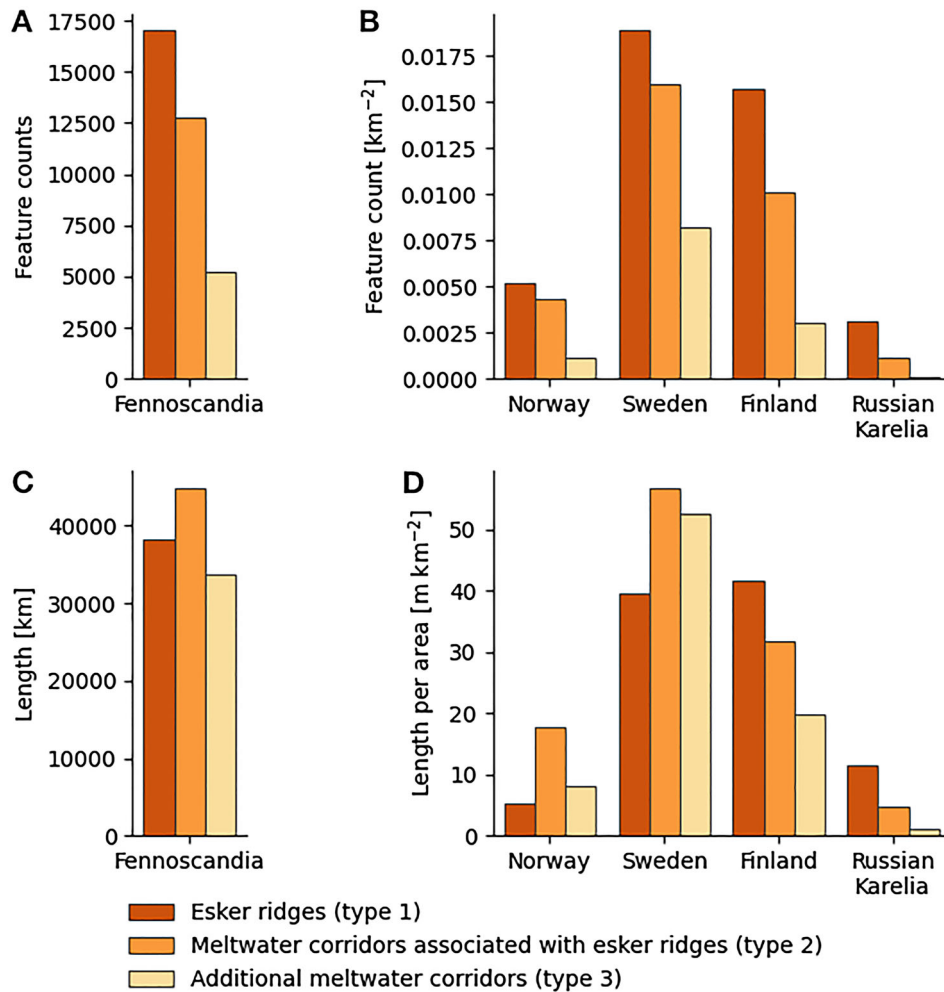 A
Feature counts
17500
15000
12500
10000
7500
5000
2500
0
Fennoscandia
B
Feature count [km⁻²]
0.0175
0.0150
0.0125
0.0100
0.0075
0.0050
0.0025
0.0000
Norway
Sweden
Finland
Russian
Karelia
C
Length [km]
40000
30000
20000
10000
0
Fennoscandia
D
Length per area [m km⁻²]
50
40
30
20
10
0
Norway
Sweden
Finland
Russian
Karelia
Esker ridges (type 1)
Meltwater corridors associated with esker ridges (type 2)
Additional meltwater corridors (type 3)